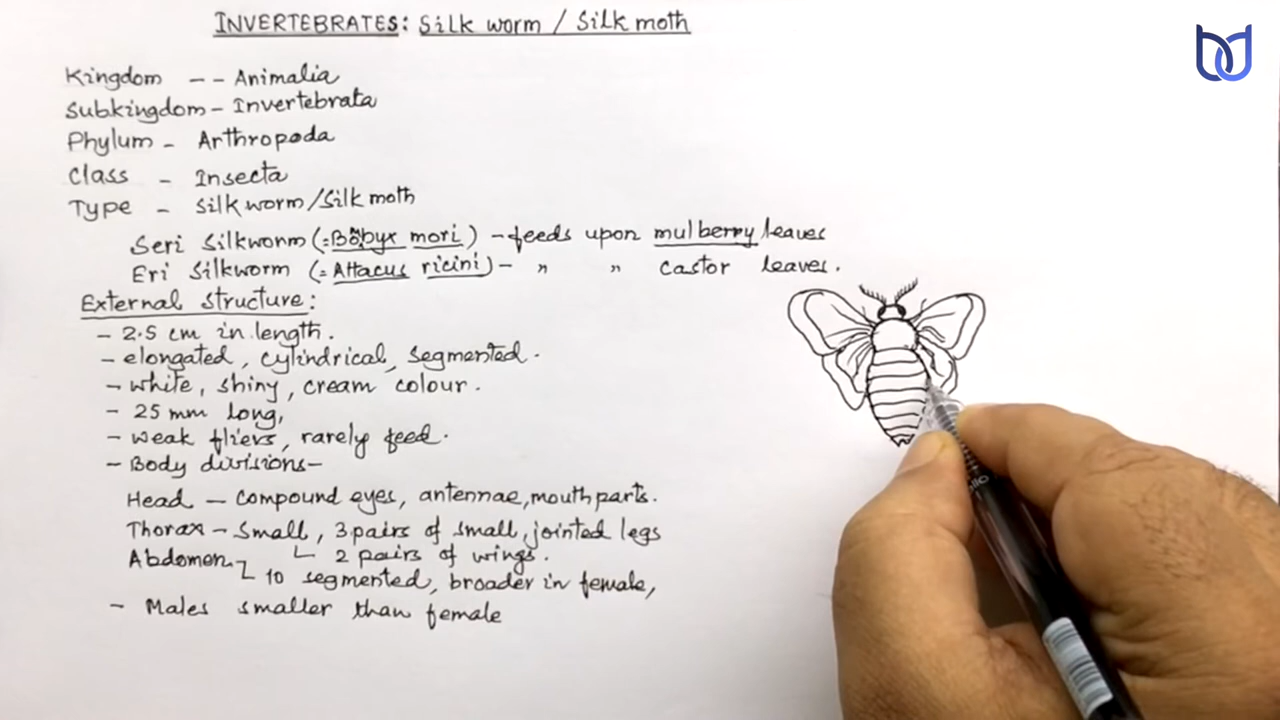 INVERTEBRATES: Silk worm / Silk moth
Kingdom -- Animalia
Subkingdom - Invertebrata
Phylum - Arthropoda
Class - Insecta
Type - Silkworm/Silk moth
Seri Silkworm (=Bobyx mori) - feeds upon mulberry leaves
Eri Silkworm (=Attacus ricini) - " " castor leaves.
External structure:
- 2.5 cm in length.
- elongated, cylindrical, segmented.
- white, shiny, cream colour.
- 25 mm long,
- weak fliers, rarely feed.
- Body divisions-
Head - compound eyes, antennae, mouth parts.
Thorax - small, 3 pairs of small, jointed legs
2 pairs of wings.
Abdomen
10 segmented, broader in female,
- Males smaller than female